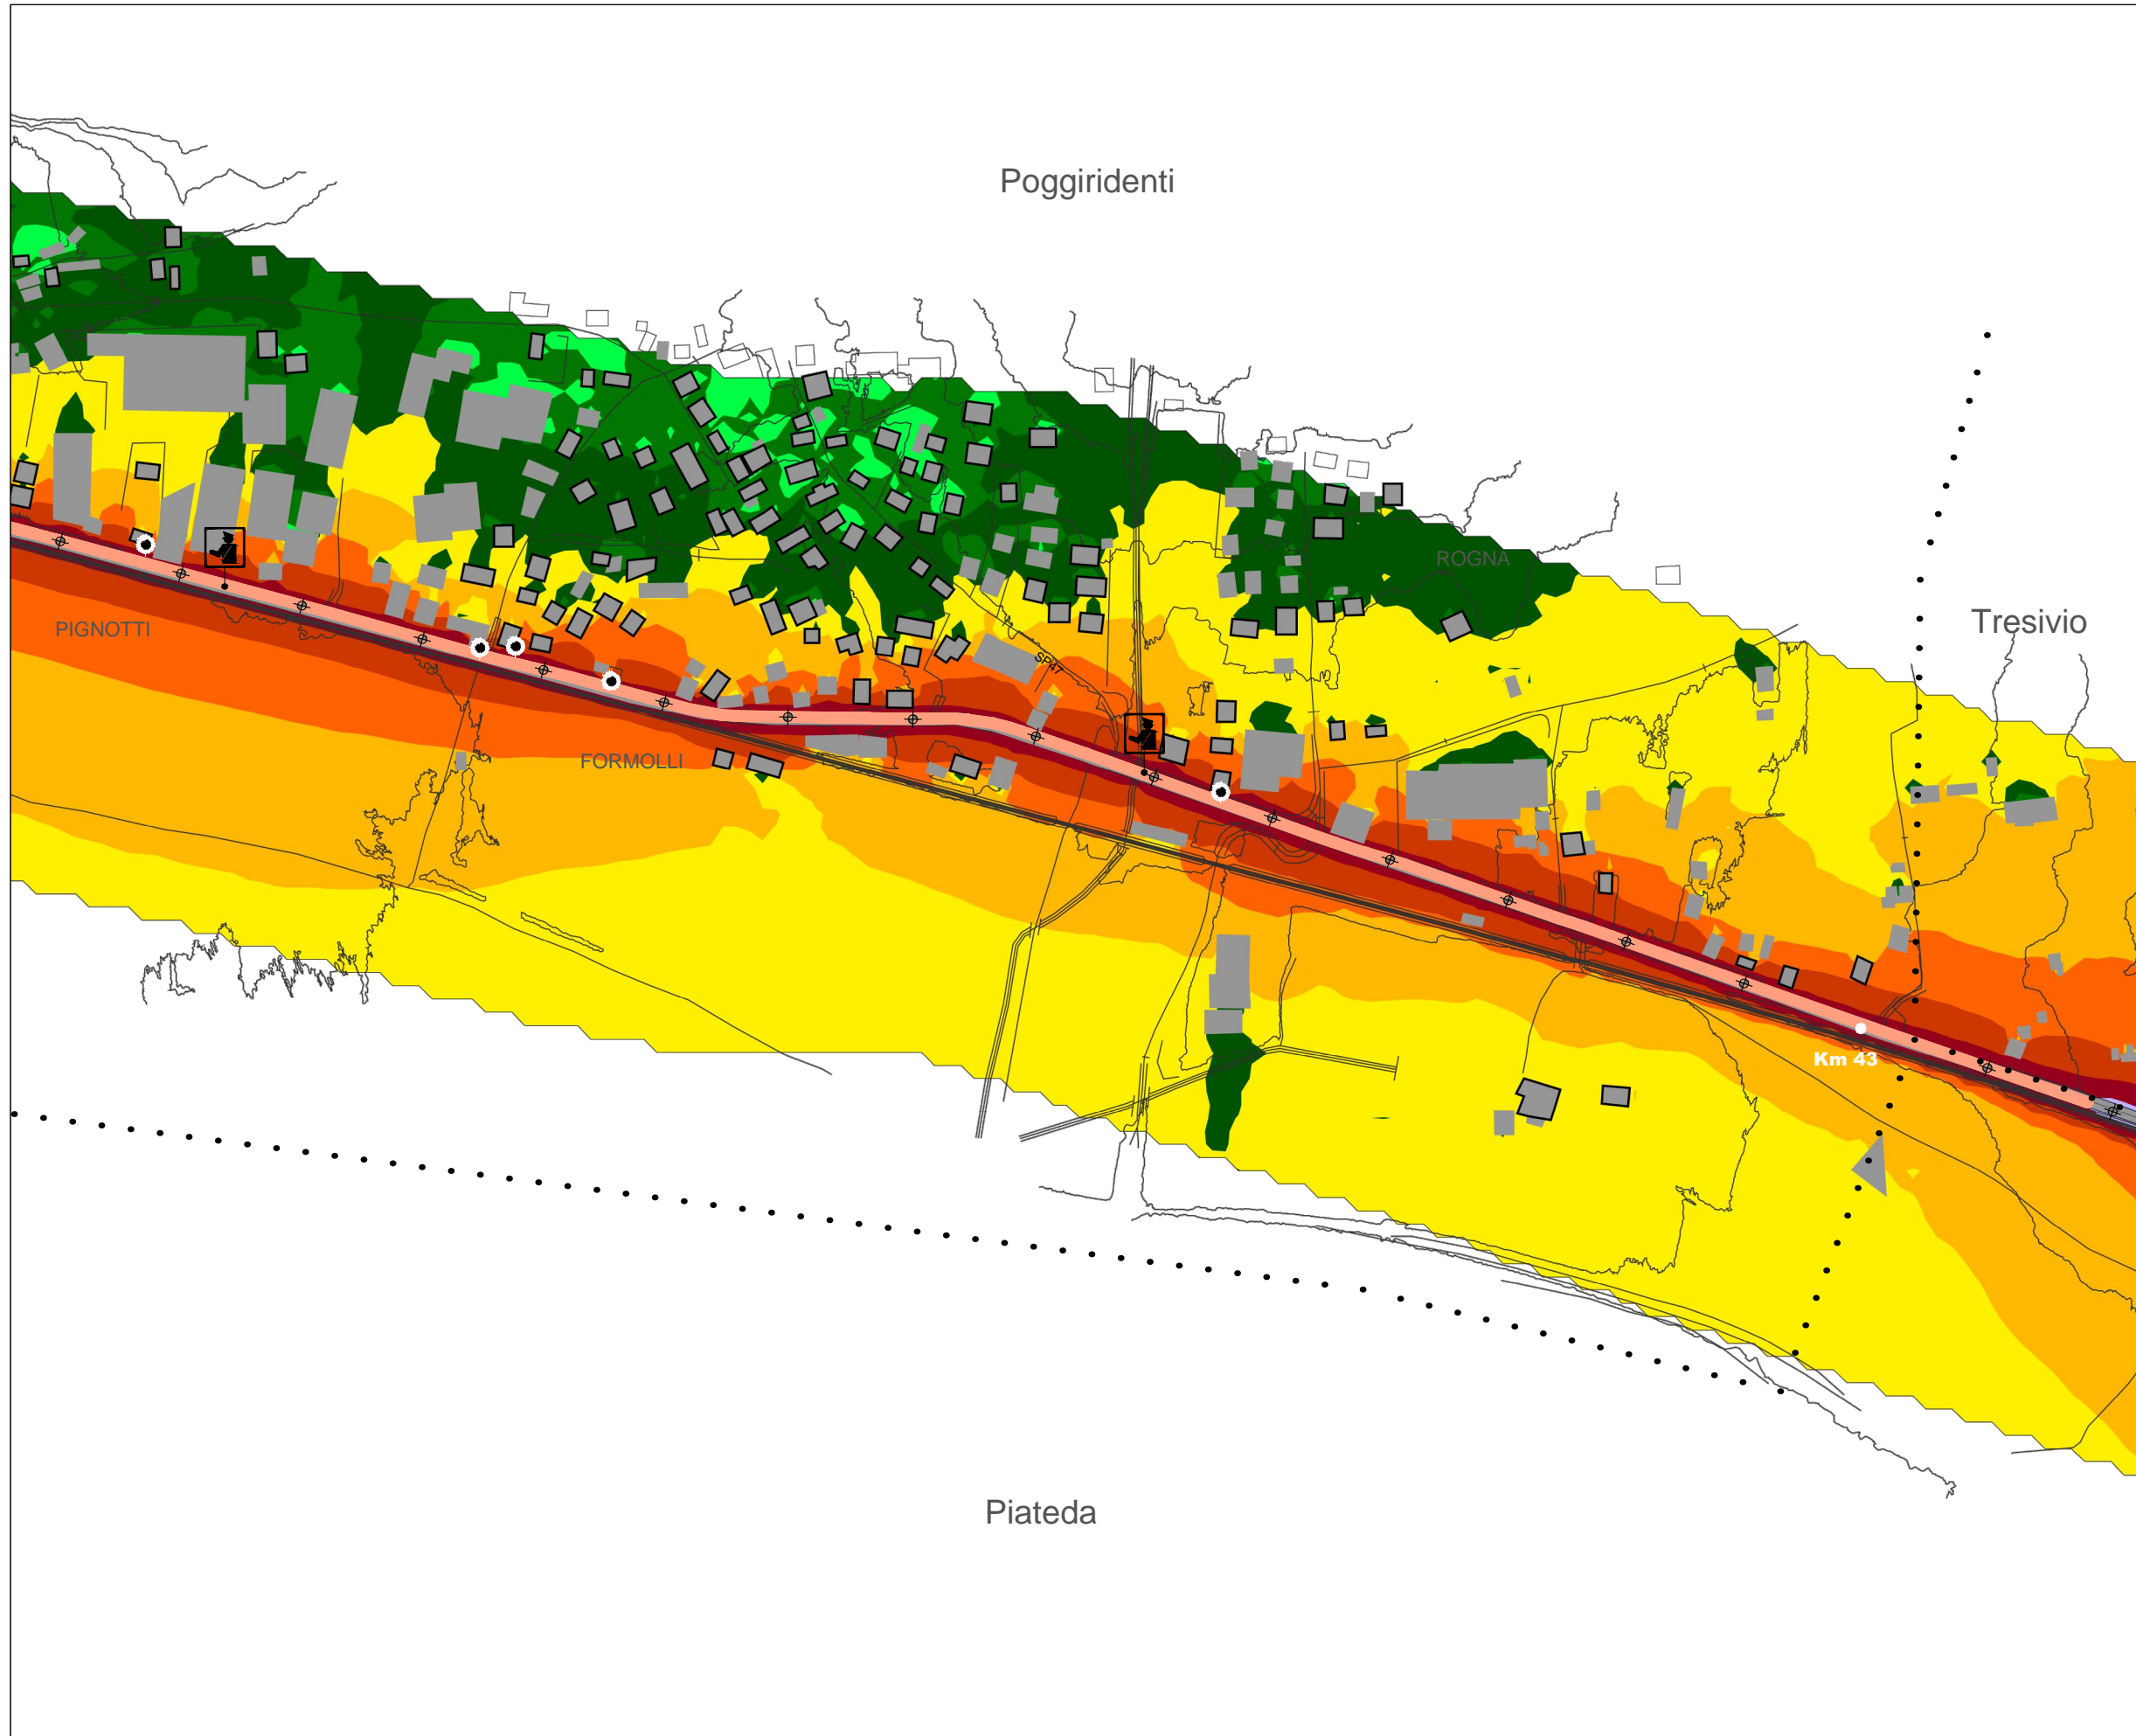 Poggiridenti
ROGNA
Tresivio
PIGNOTTI
SP47
FORMOLLI
Km 43
Piateda